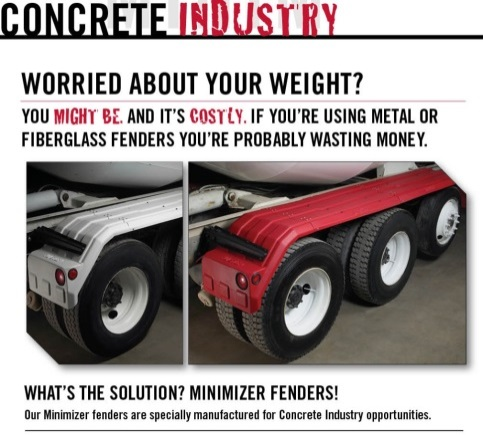 CONCRETE INDUSTRY
WORRIED ABOUT YOUR WEIGHT?
YOU MIGHT BE. AND IT'S COSTLY. IF YOU'RE USING METAL OR
FIBERGLASS FENDERS YOU'RE PROBABLY WASTING MONEY.
WHAT'S THE SOLUTION? MINIMIZER FENDERS!
Our Minimizer fenders are specially manufactured for Concrete Industry opportunities.